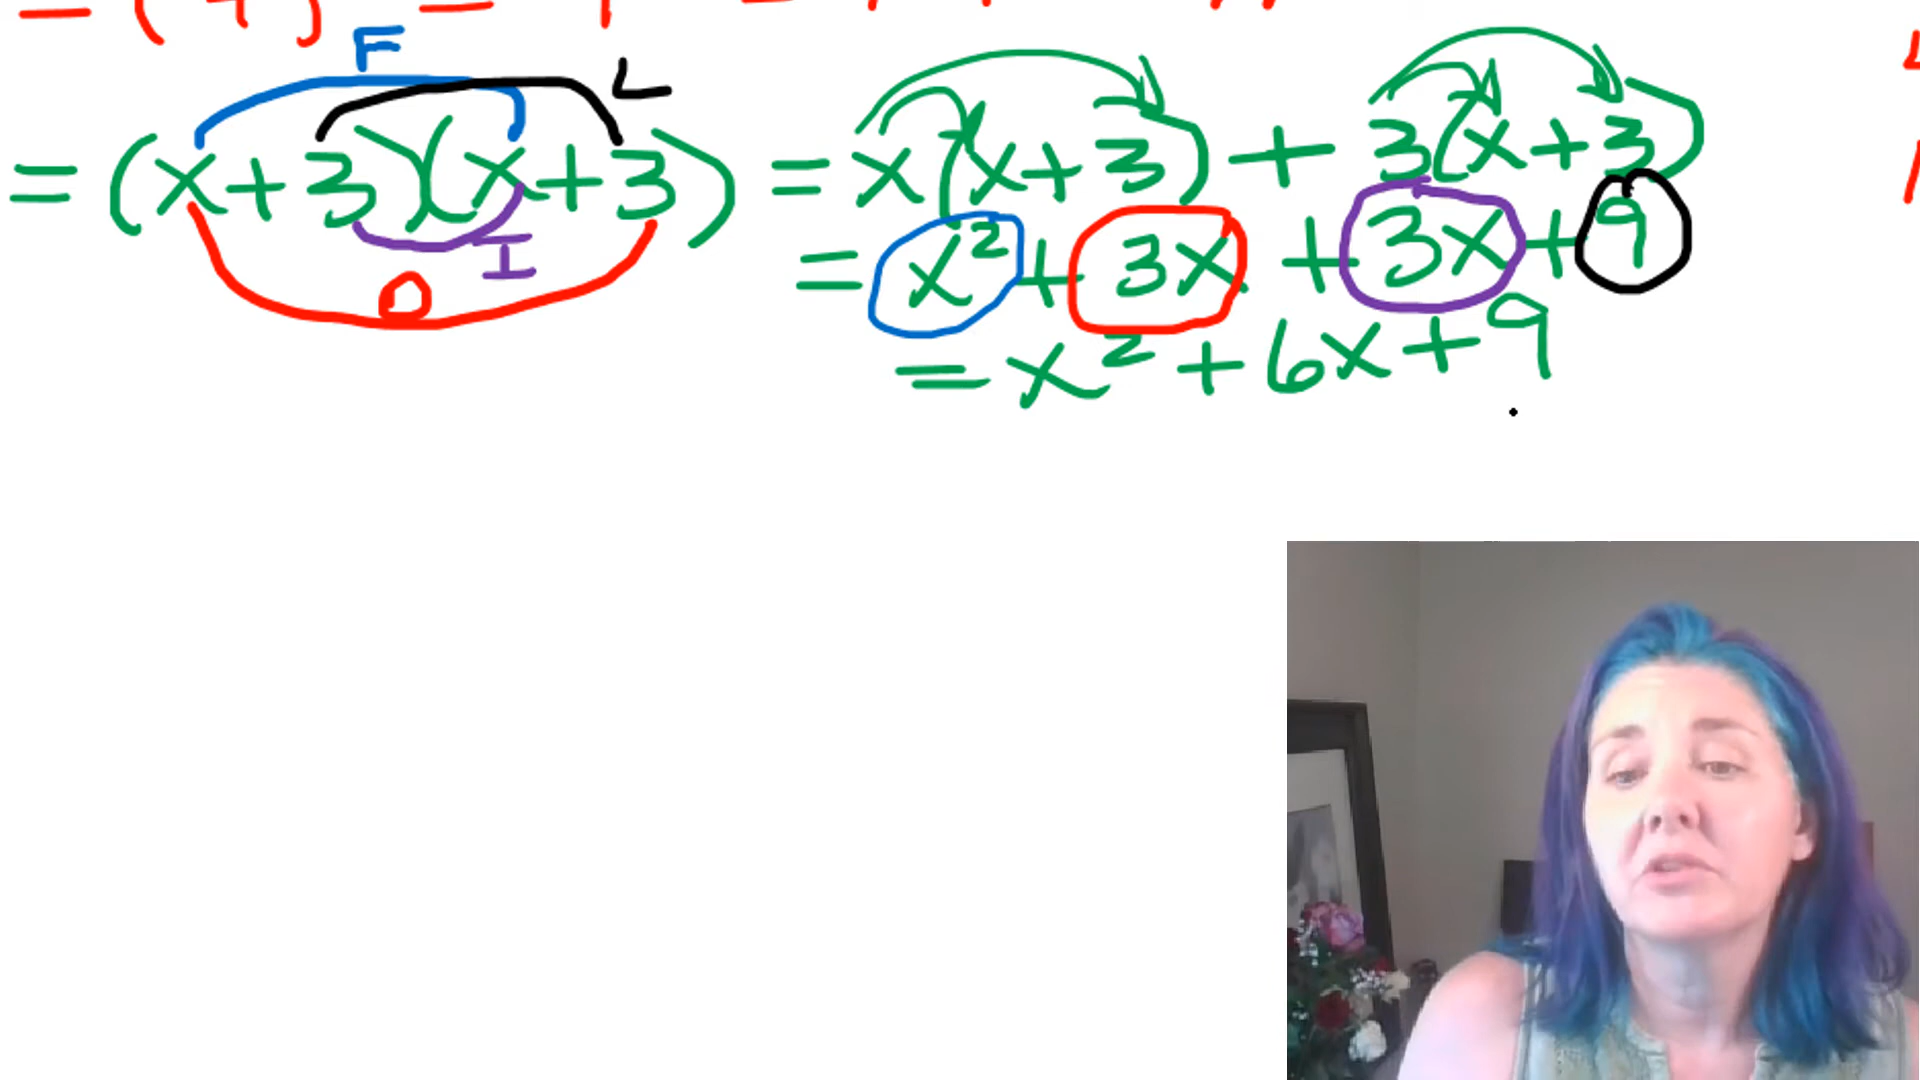 F L
= (x+3)(x+3) = x(x+3) + 3(x+3)
I
O
= x² + 3x + 3x + 9
= x² + 6x + 9